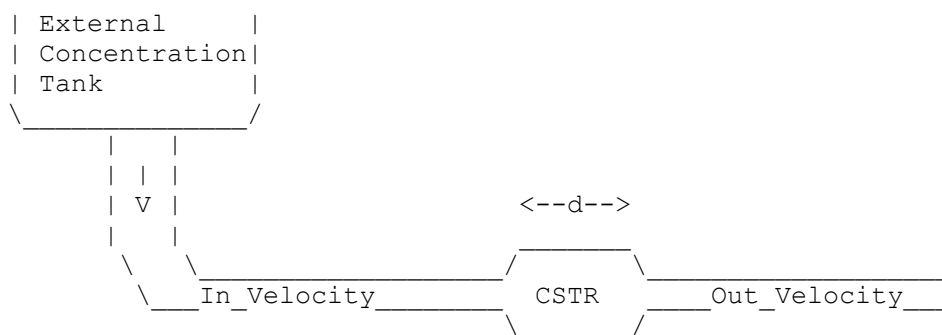 External
Concentration
Tank
V
<--d-->
In_Velocity
CSTR
Out_Velocity